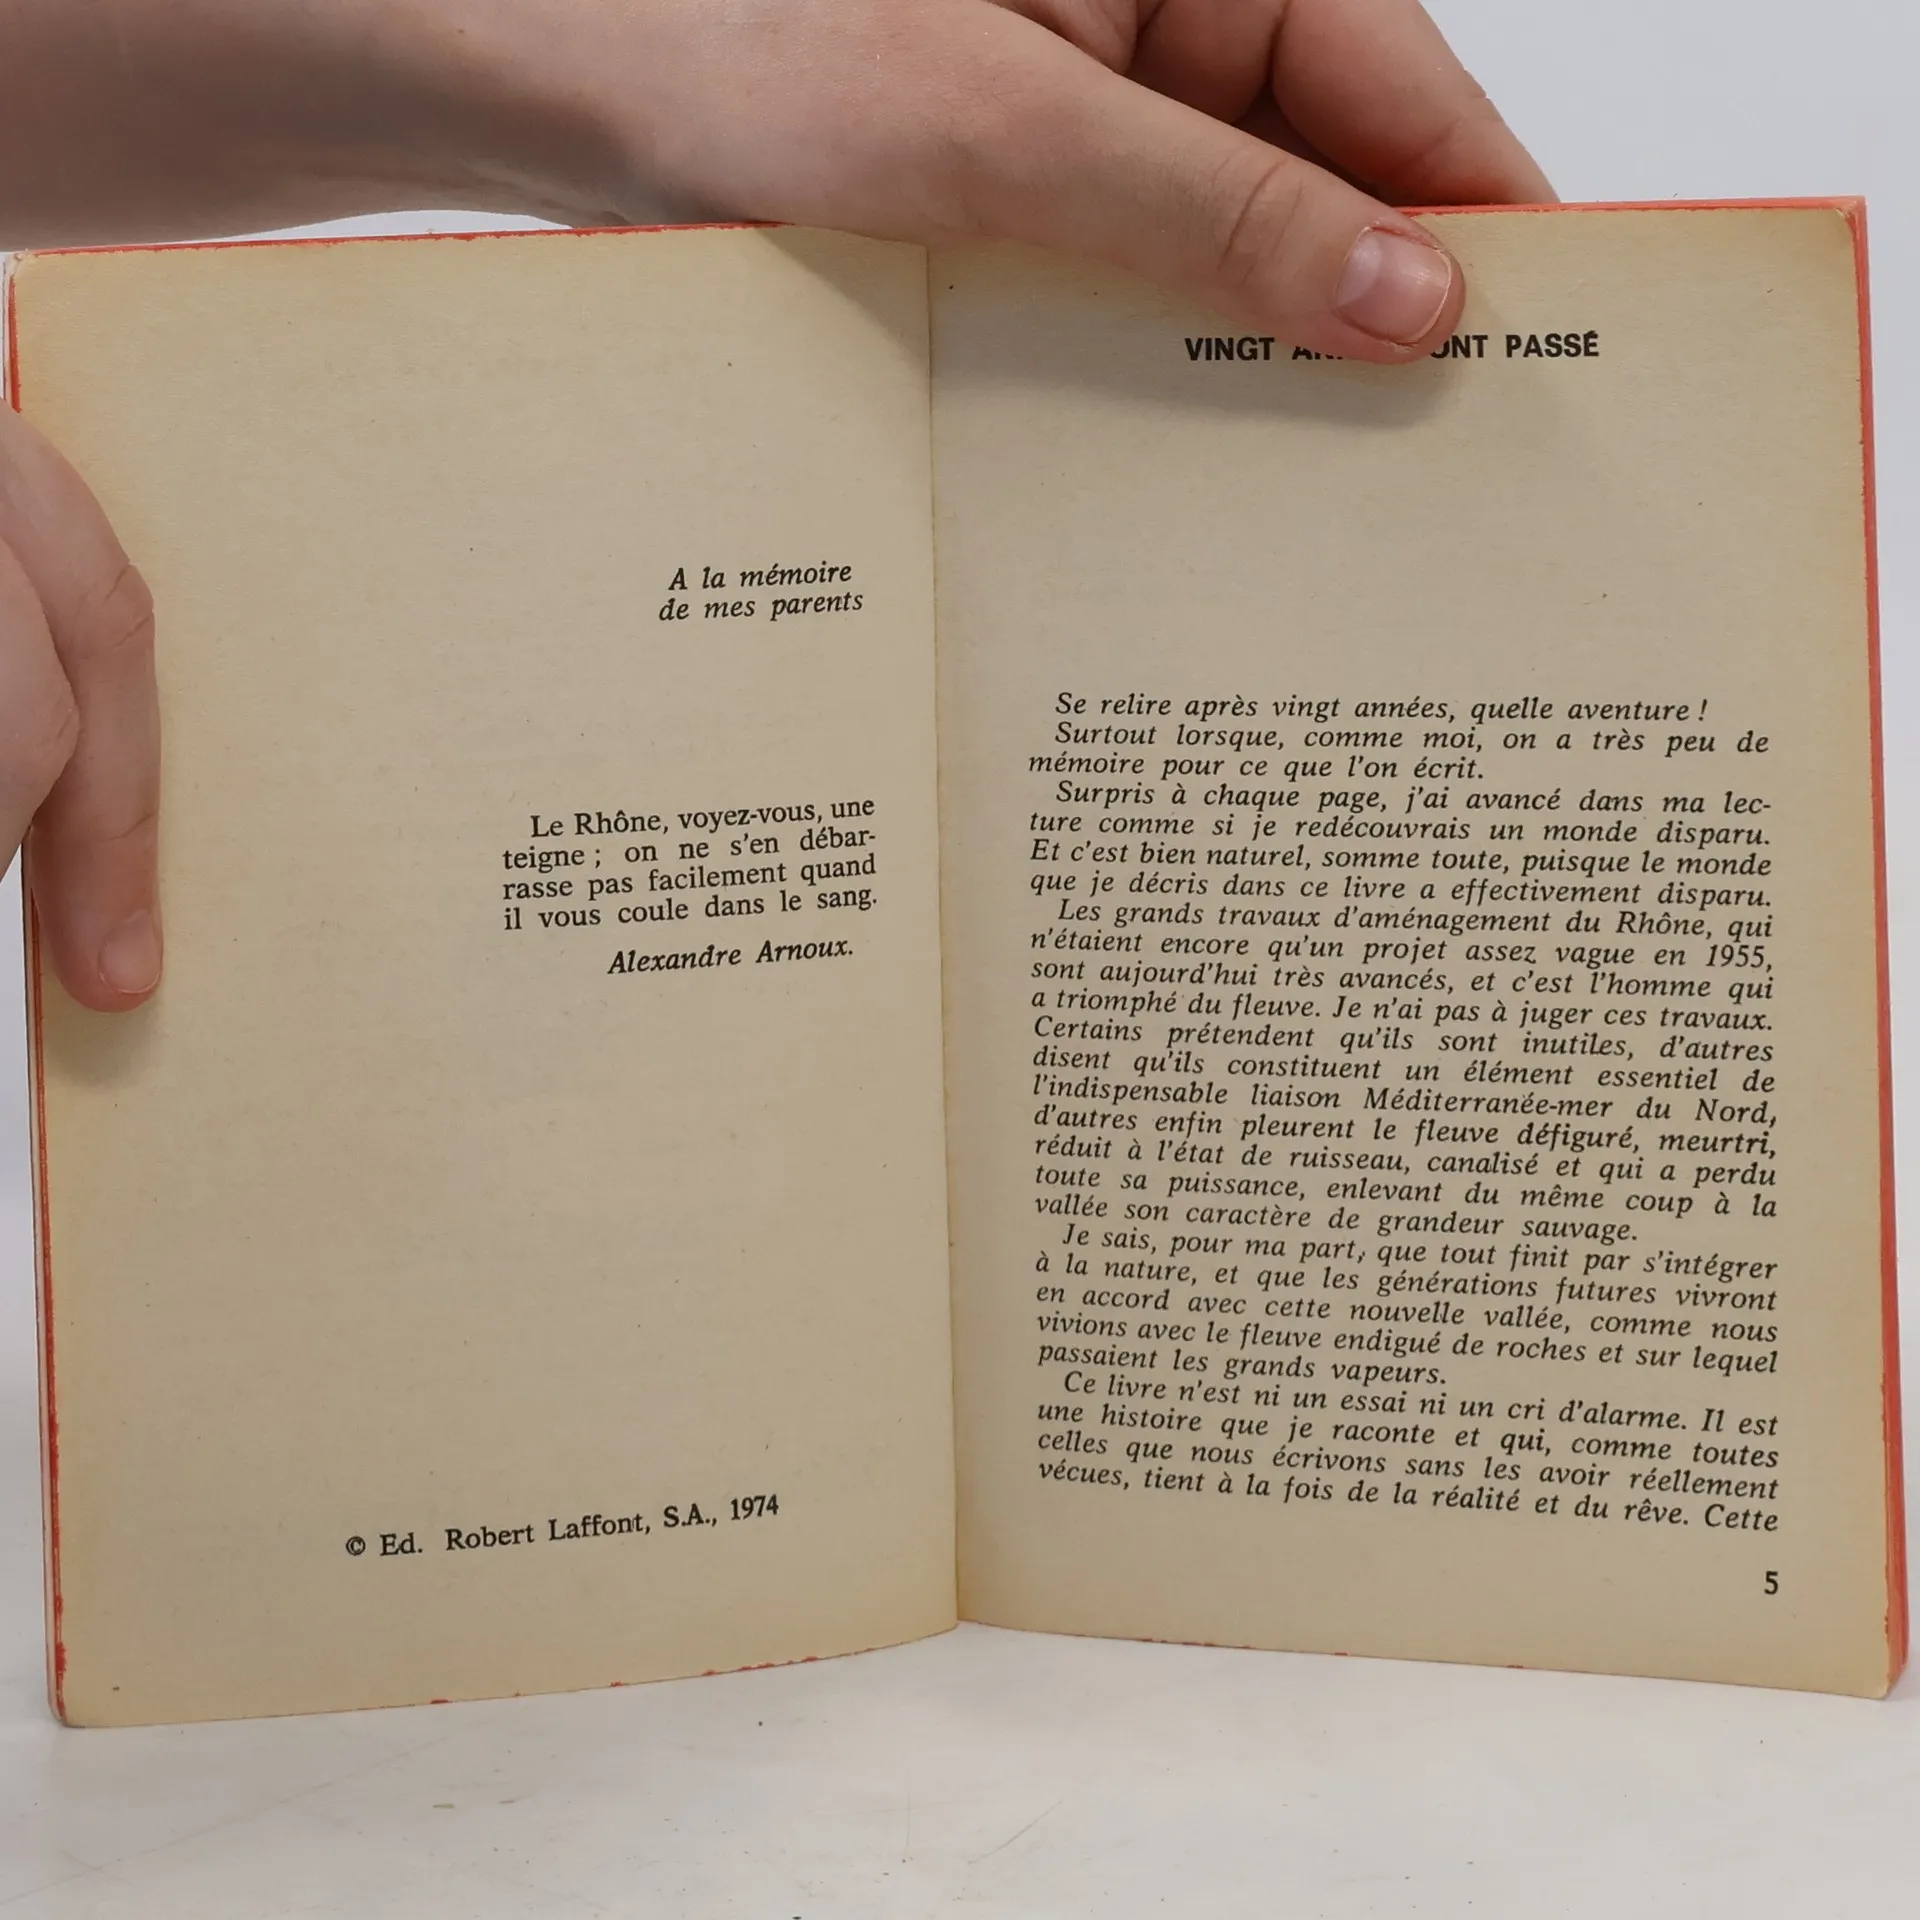 A la mémoire
de mes parents
Le Rhône, voyez-vous, une
teigne ; on ne s'en débar-
rasse pas facilement quand
il vous coule dans le sang.
Alexandre Arnoux.
© Ed. Robert Laffont, S.A., 1974
VINGT PASSÉ
Se relire après vingt années, quelle aventure !
Surtout lorsque, comme moi, on a très peu de
mémoire pour ce que l'on écrit.
Surpris à chaque page, j'ai avancé dans ma lec-
ture comme si je redécouvrais un monde disparu.
Et c'est bien naturel, somme toute, puisque le monde
que je décris dans ce livre a effectivement disparu.
Les grands travaux d'aménagement du Rhône, qui
n'étaient encore qu'un projet assez vague en 1955,
sont aujourd'hui très avancés, et c'est l'homme qui
a triomphé du fleuve. Je n'ai pas à juger ces travaux.
Certains prétendent qu'ils sont inutiles, d'autres
disent qu'ils constituent un élément essentiel de
l'indispensable liaison Méditerranée-mer du Nord,
d'autres enfin pleurent le fleuve défiguré, meurtri,
réduit à l'état de ruisseau, canalisé et qui a perdu
toute sa puissance, enlevant du même coup à la
vallée son caractère de grandeur sauvage.
Je sais, pour ma part, que tout finit par s'intégrer
à la nature, et que les générations futures vivront
en accord avec cette nouvelle vallée, comme nous
vivions avec le fleuve endigué de roches et sur lequel
passaient les grands vapeurs.
Ce livre n'est ni un essai ni un cri d'alarme. Il est
une histoire que je raconte et qui, comme toutes
celles que nous écrivons sans les avoir réellement
vécues, tient à la fois de la réalité et du rêve. Cette
5